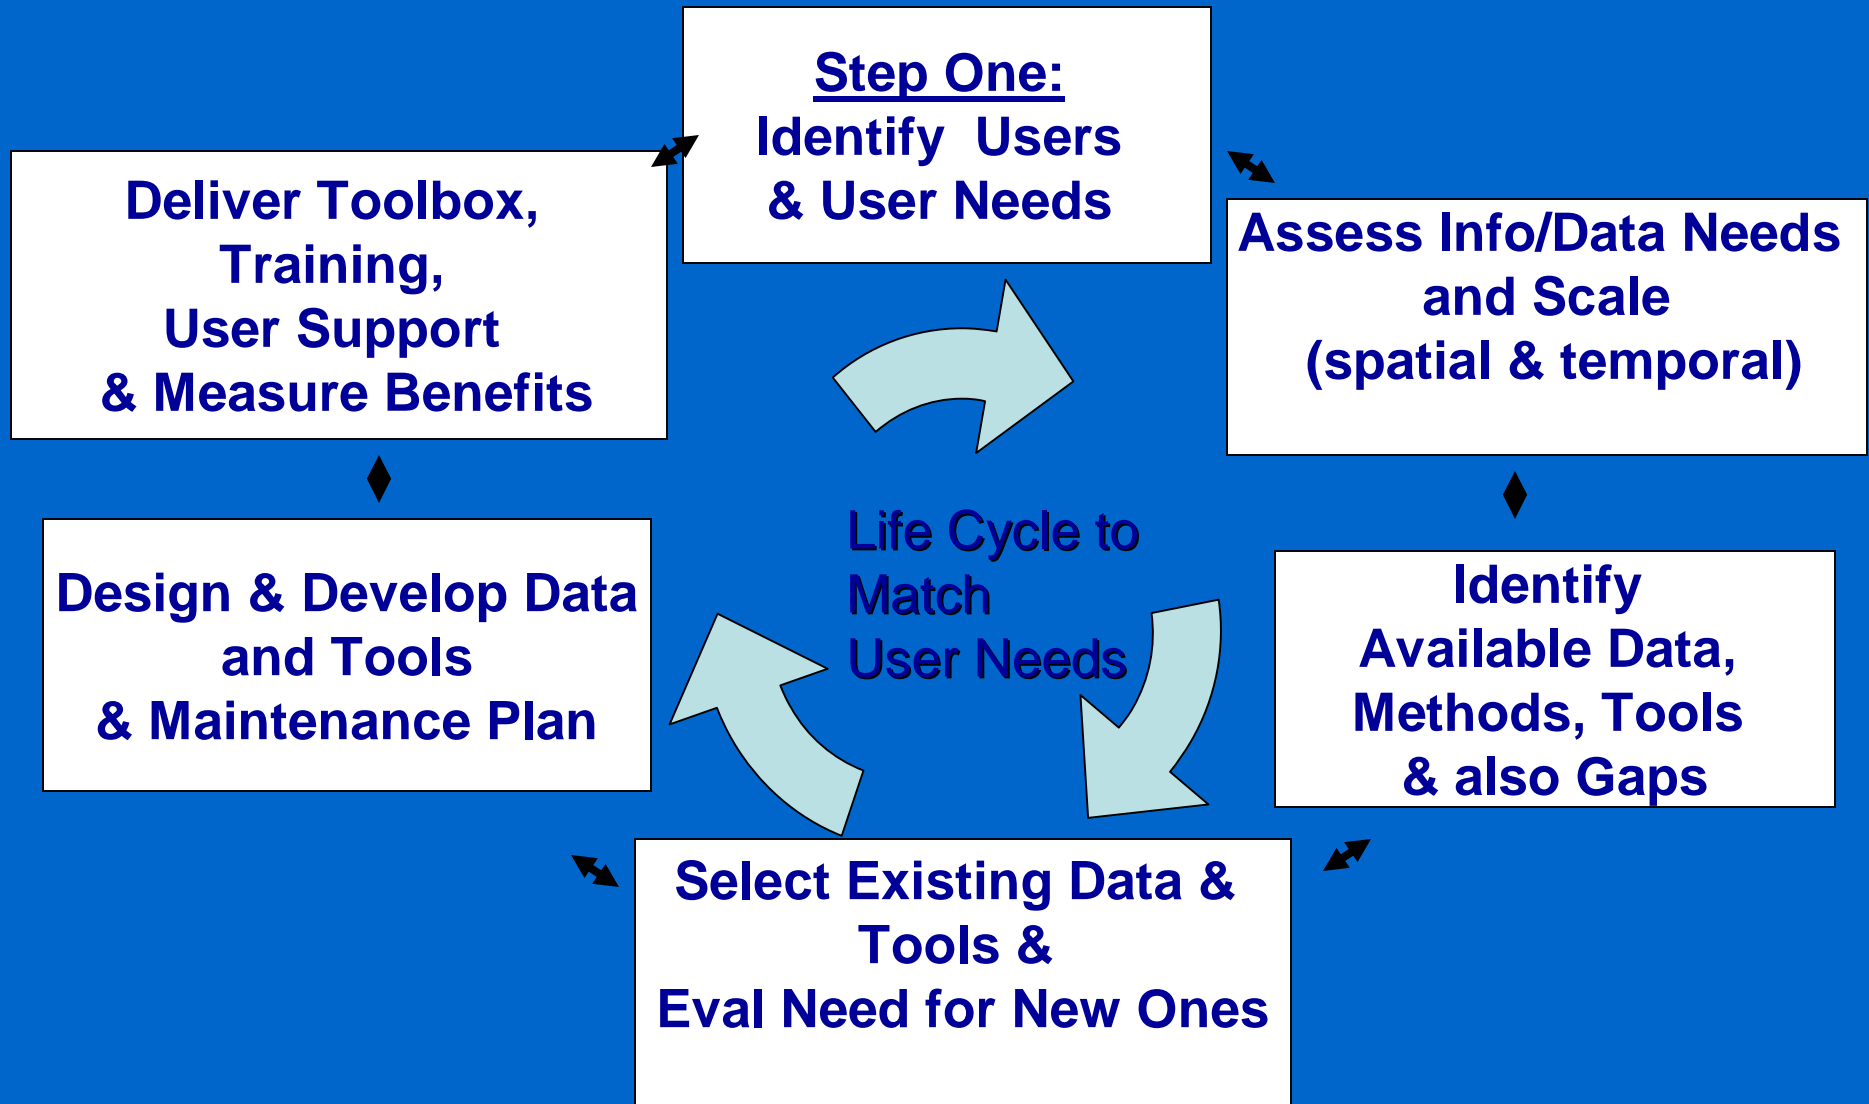 Step One:
Identify Users
& User Needs
Assess Info/Data Needs
and Scale
(spatial & temporal)
Identify
Available Data,
Methods, Tools
& also Gaps
Select Existing Data &
Tools &
Eval Need for New Ones
Design & Develop Data
and Tools
& Maintenance Plan
Deliver Toolbox,
Training,
User Support
& Measure Benefits
Life Cycle to
Match
User Needs